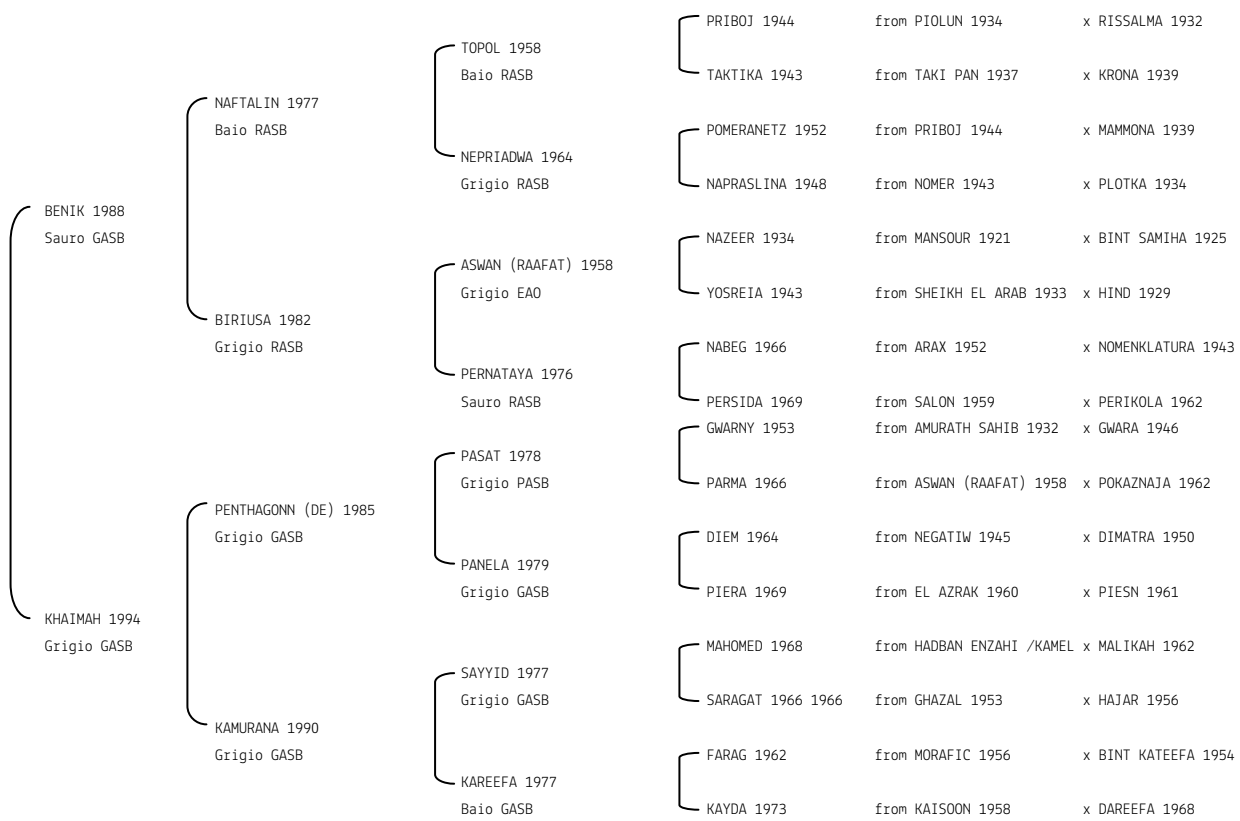 PRIBOJ 1944 from PIOLUN 1934 x RISSALMA 1932
TOPOL 1958
Baio RASB
TAKTIKA 1943 from TAKI PAN 1937 x KRONA 1939
NAFTALIN 1977
Baio RASB
POMERANETZ 1952 from PRIBOJ 1944 x MAMMONA 1939
NEPRIADWA 1964
Grigio RASB
NAPRASLINA 1948 from NOMER 1943 x PLOTKA 1934
BENIK 1988
Sauro GASB
NAZEER 1934 from MANSOUR 1921 x BINT SAMIHA 1925
ASWAN (RAAFAT) 1958
Grigio EAO
YOSREIA 1943 from SHEIKH EL ARAB 1933 x HIND 1929
BIRIUSA 1982
Grigio RASB
NABEG 1966 from ARAX 1952 x NOMENKLATURA 1943
PERNATAYA 1976
Sauro RASB
PERSIDA 1969 from SALON 1959 x PERIKOLA 1962
GWARNY 1953 from AMURATH SAHIB 1932 x GWARA 1946
PASAT 1978
Grigio PASB
PARMA 1966 from ASWAN (RAAFAT) 1958 x POKAZNAJA 1962
PENTHAGONN (DE) 1985
Grigio GASB
DIEM 1964 from NEGATIW 1945 x DIMATRA 1950
PANELA 1979
Grigio GASB
PIERA 1969 from EL AZRAK 1960 x PIESN 1961
KHAIMAH 1994
Grigio GASB
MAHOMED 1968 from HADBAN ENZAHI /KAMEL x MALIKAH 1962
SAYYID 1977
Grigio GASB
SARAGAT 1966 1966 from GHAZAL 1953 x HAJAR 1956
KAMURANA 1990
Grigio GASB
FARAG 1962 from MORAFIC 1956 x BINT KATEEFA 1954
KAREEFA 1977
Baio GASB
KAYDA 1973 from KAISOON 1958 x DAREEFA 1968